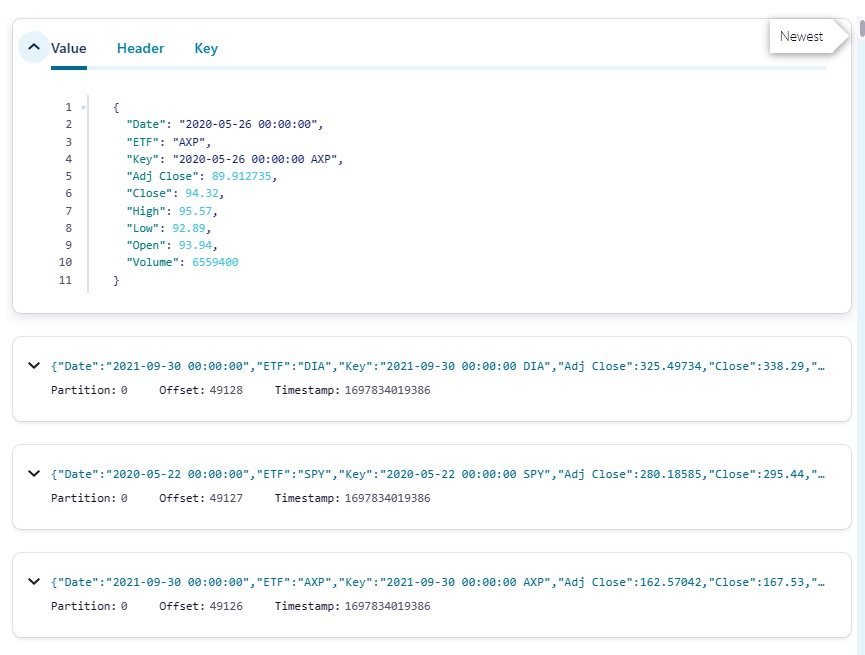 Newest
Value Header Key
1 {
2 "Date": "2020-05-26 00:00:00",
3 "ETF": "AXP",
4 "Key": "2020-05-26 00:00:00 AXP",
5 "Adj Close": 89.912735,
6 "Close": 94.32,
7 "High": 95.57,
8 "Low": 92.89,
9 "Open": 93.94,
10 "Volume": 6559400
11 }
{"Date":"2021-09-30 00:00:00","ETF":"DIA","Key":"2021-09-30 00:00:00 DIA","Adj Close":325.49734,"Close":338.29,"…
Partition: 0 Offset: 49128 Timestamp: 1697834019386
{"Date":"2020-05-22 00:00:00","ETF":"SPY","Key":"2020-05-22 00:00:00 SPY","Adj Close":280.18585,"Close":295.44,"…
Partition: 0 Offset: 49127 Timestamp: 1697834019386
{"Date":"2021-09-30 00:00:00","ETF":"AXP","Key":"2021-09-30 00:00:00 AXP","Adj Close":162.57042,"Close":167.53,"…
Partition: 0 Offset: 49126 Timestamp: 1697834019386